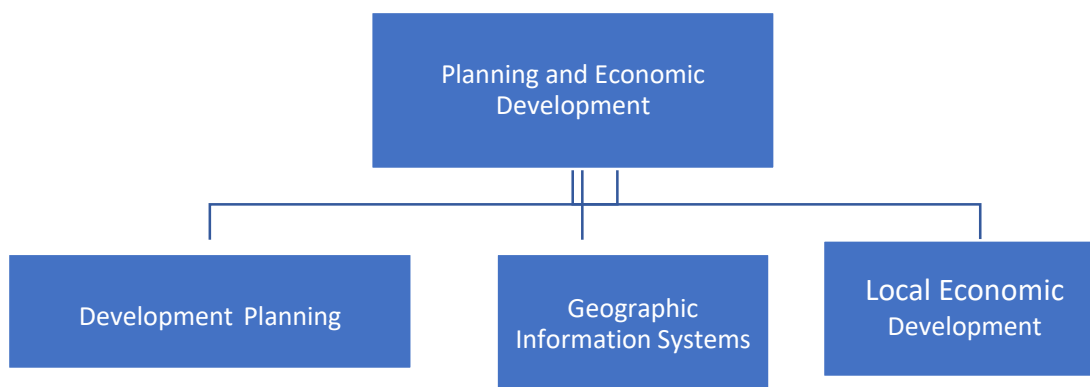 Planning and Economic
Development
Development Planning
Geographic
Information Systems
Local Economic
Development